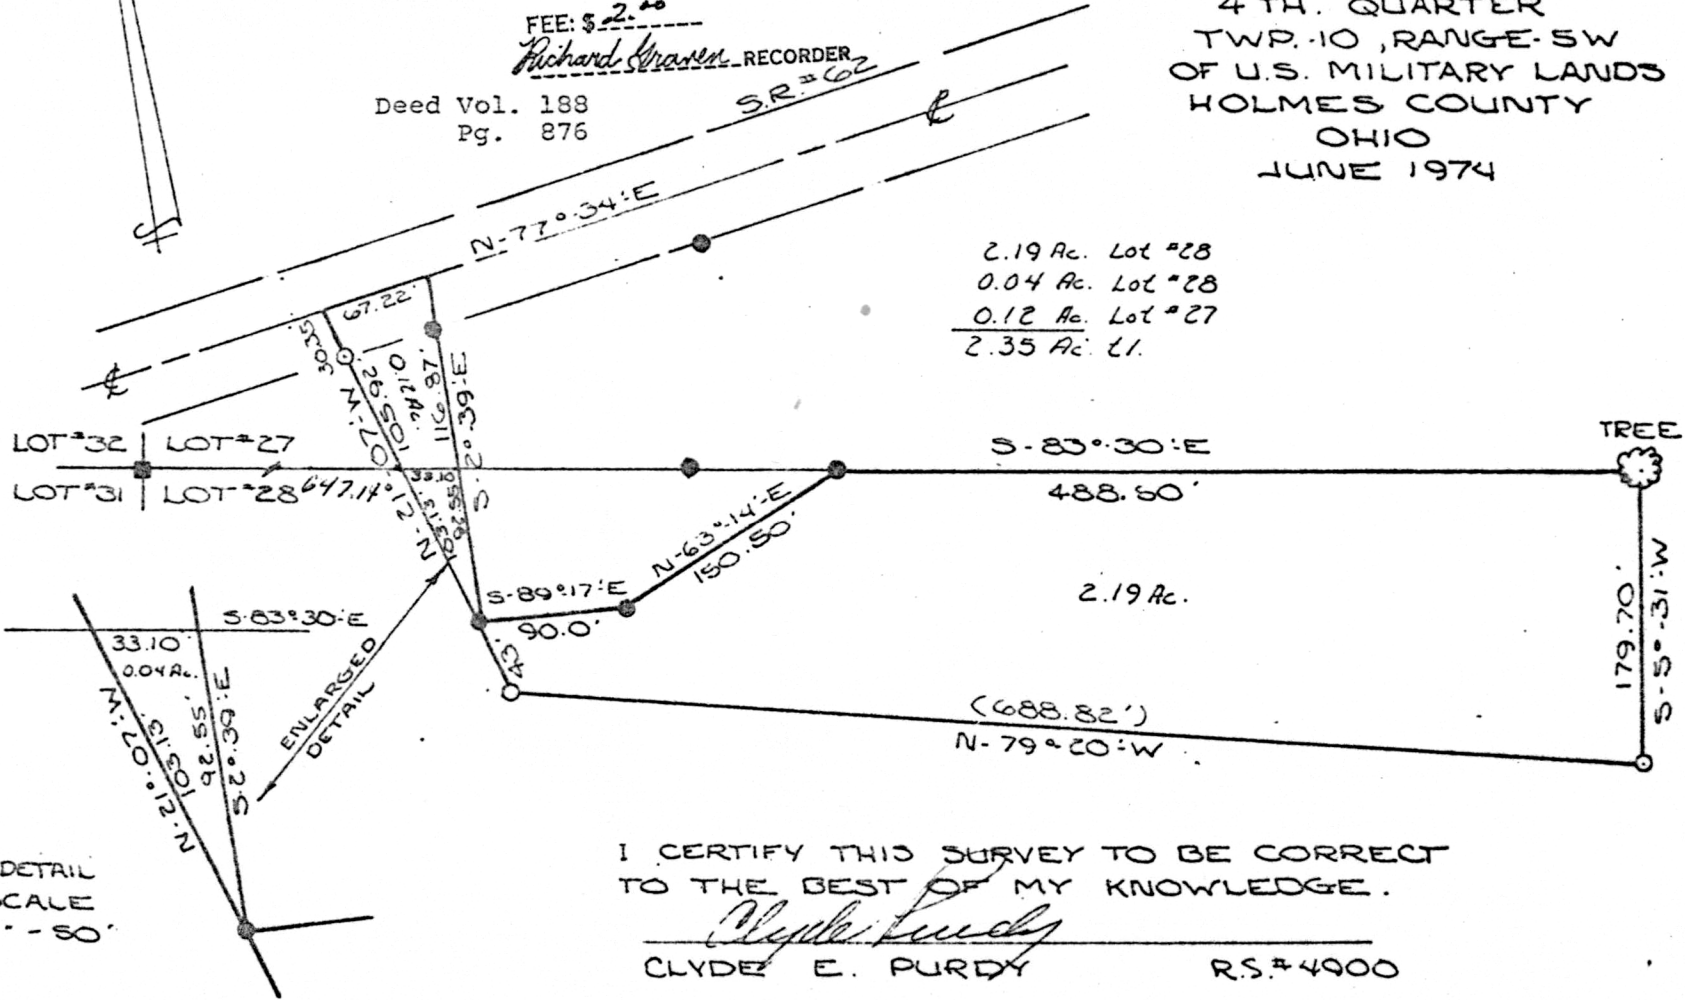 FEE: $ 2.00
Richard Graven RECORDER
Deed Vol. 188
Pg. 876
4TH. QUARTER
TWP.-10, RANGE-5W
OF U.S. MILITARY LANDS
HOLMES COUNTY
OHIO
JUNE 1974
S.R.#62
℄
N-77°-34'-E
2.19 Ac. Lot #28
0.04 Ac. Lot #28
0.12 Ac. Lot #27
2.35 Ac. tl.
67.22'
30.35
105.92
0.12 Ac.
116.87'
S-2°-39'-E
N-21°-07'-W
℄
LOT #32
LOT #27
LOT #31
LOT #28
647.14'
33.10
103.13'
92.55
S-83°-30'-E
488.50'
TREE
N-63°-14'-E
150.50'
S-89°17'-E
90.0'
43'
2.19 Ac.
179.70'
S-5°-31'-W
(688.82')
N-79°-20'-W
S-83°30'-E
33.10'
0.04 Ac.
N-21°-07'-W
103.13'
92.55'
S-2°-39'-E
ENLARGED
DETAIL
DETAIL
SCALE
- 50'
I CERTIFY THIS SURVEY TO BE CORRECT
TO THE BEST OF MY KNOWLEDGE.
Clyde Purdy
CLYDE E. PURDY R.S.#4900